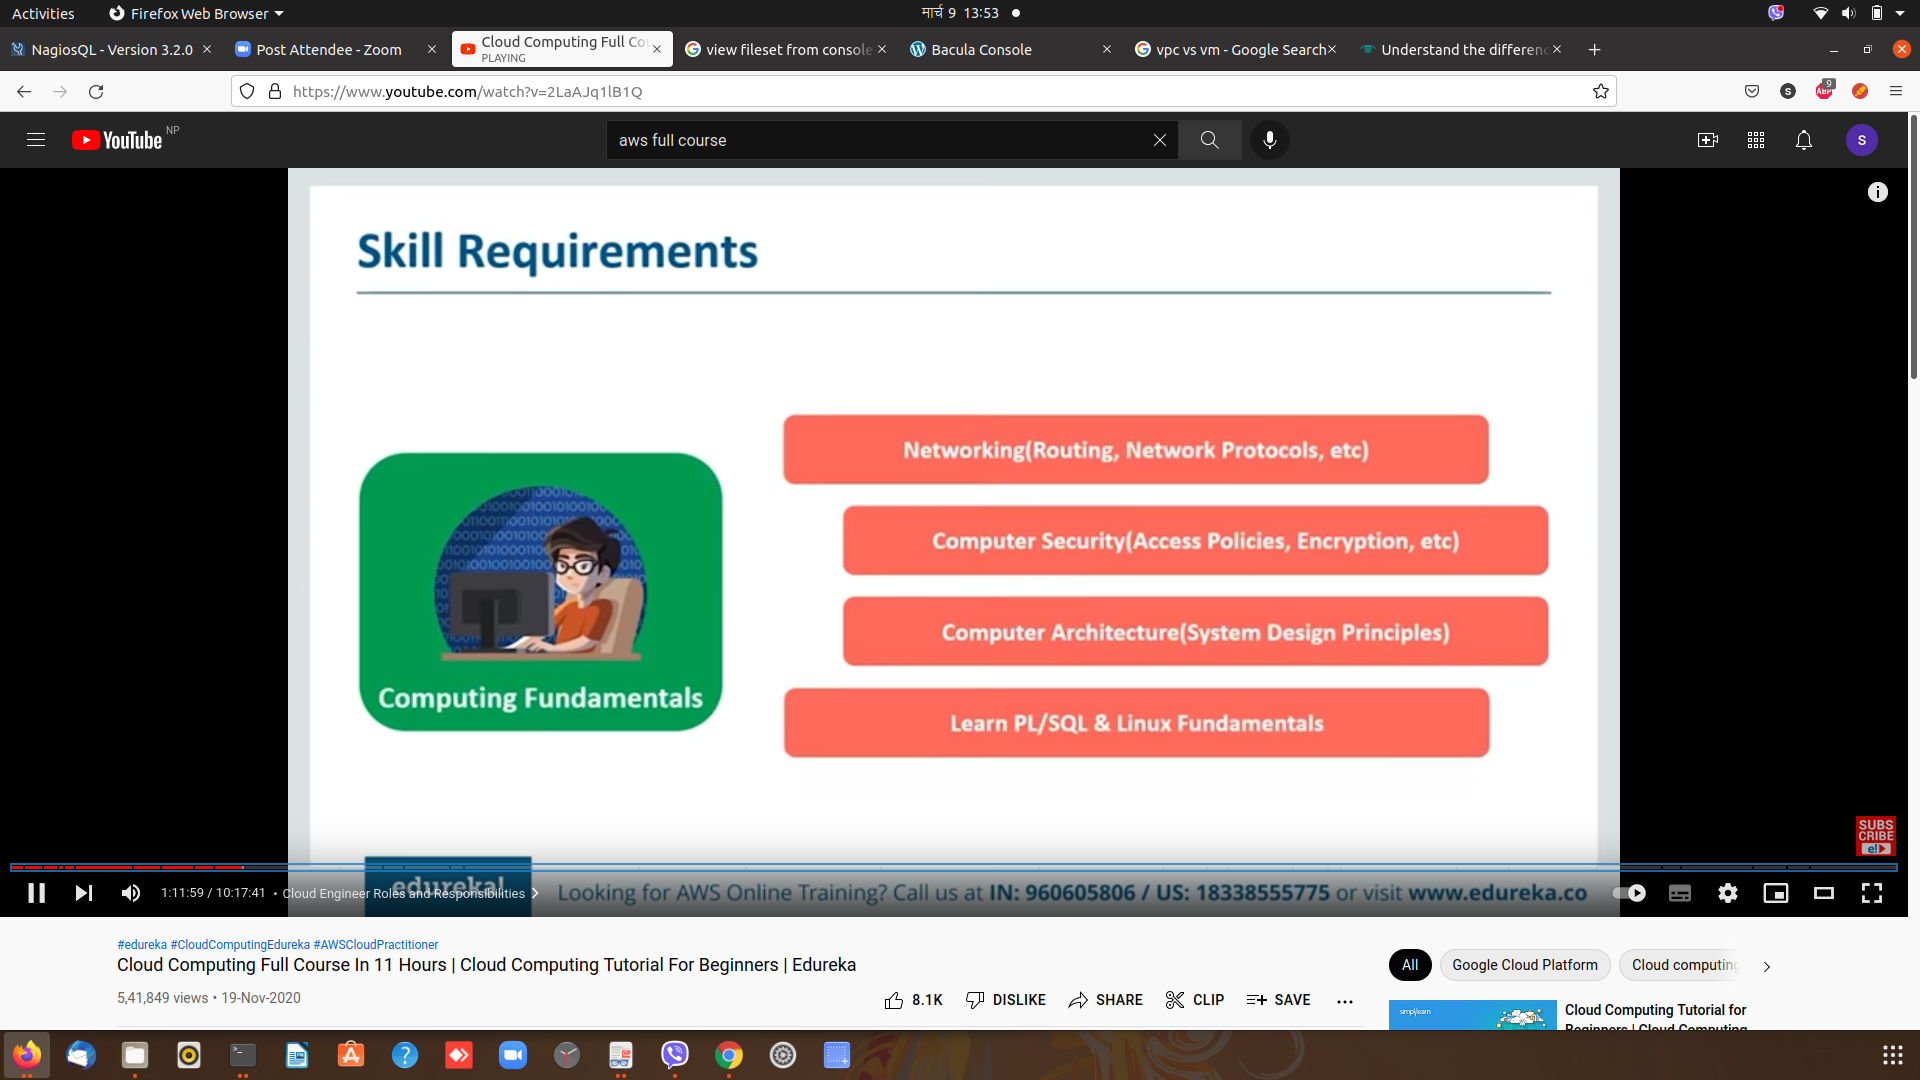 Activities
Firefox Web Browser
मार्च 9 13:53
NagiosQL - Version 3.2.0
Post Attendee - Zoom
Cloud Computing Full Co
PLAYING
view fileset from console
Bacula Console
vpc vs vm - Google Search
Understand the differenc
https://www.youtube.com/watch?v=2LaAJq1lB1Q
S
ABP
9
YouTube NP
aws full course
S
Skill Requirements
Networking(Routing, Network Protocols, etc)
Computer Security(Access Policies, Encryption, etc)
Computer Architecture(System Design Principles)
Learn PL/SQL & Linux Fundamentals
Computing Fundamentals
SUBS
CRIBE
e!
edureka!
Looking for AWS Online Training? Call us at IN: 960605806 / US: 18338555775 or visit www.edureka.co
1:11:59 / 10:17:41 • Cloud Engineer Roles and Responsibilities
#edureka #CloudComputingEdureka #AWSCloudPractitioner
Cloud Computing Full Course In 11 Hours | Cloud Computing Tutorial For Beginners | Edureka
5,41,849 views • 19-Nov-2020
8.1K
DISLIKE
SHARE
CLIP
SAVE
All
Google Cloud Platform
Cloud computing
simplilearn
Cloud Computing Tutorial for
Beginners | Cloud Computing